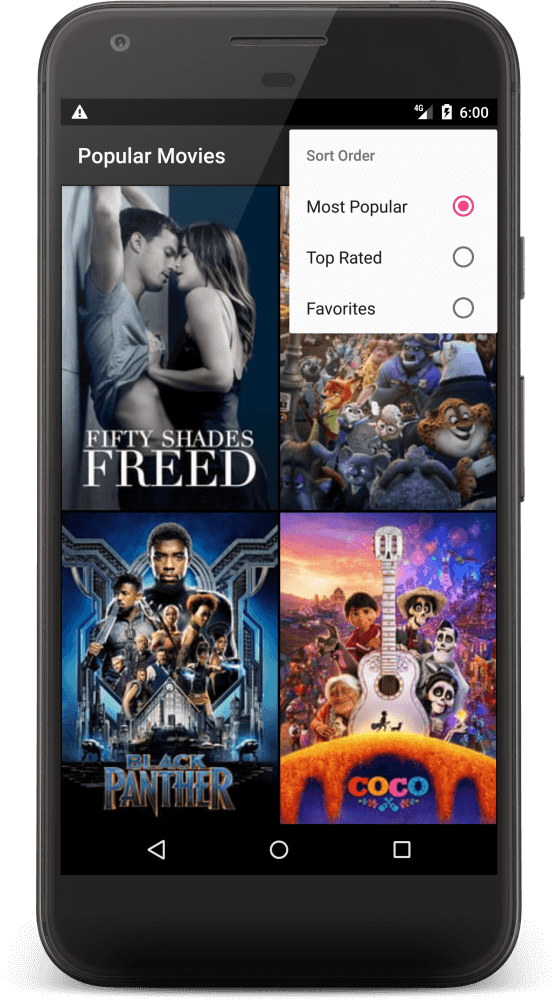 4G 6:00
Popular Movies
Sort Order
Most Popular
Top Rated
Favorites
FIFTY SHADES
FREED
BLACK
PANTHER
COCO